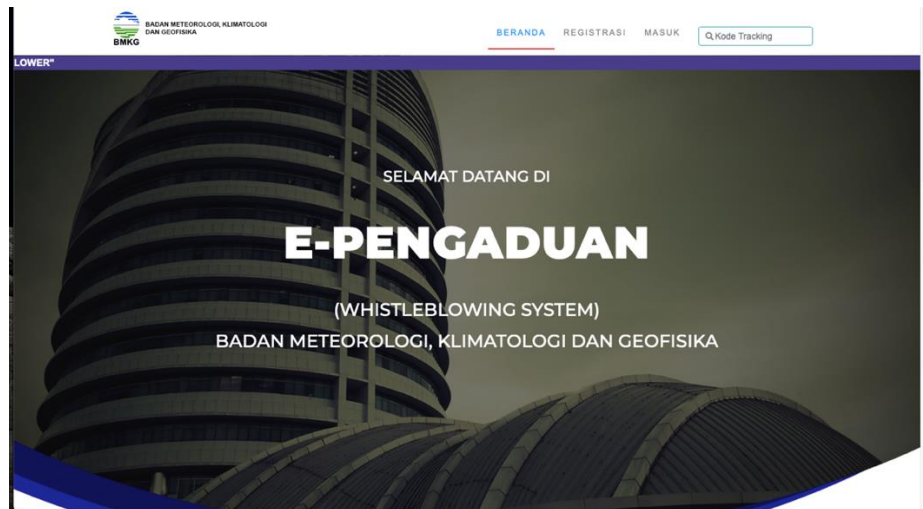 BADAN METEOROLOGI, KLIMATOLOGI
DAN GEOFISIKA
BMKG
BERANDA REGISTRASI MASUK Kode Tracking
LOWER"
SELAMAT DATANG DI
E-PENGADUAN
(WHISTLEBLOWING SYSTEM)
BADAN METEOROLOGI, KLIMATOLOGI DAN GEOFISIKA